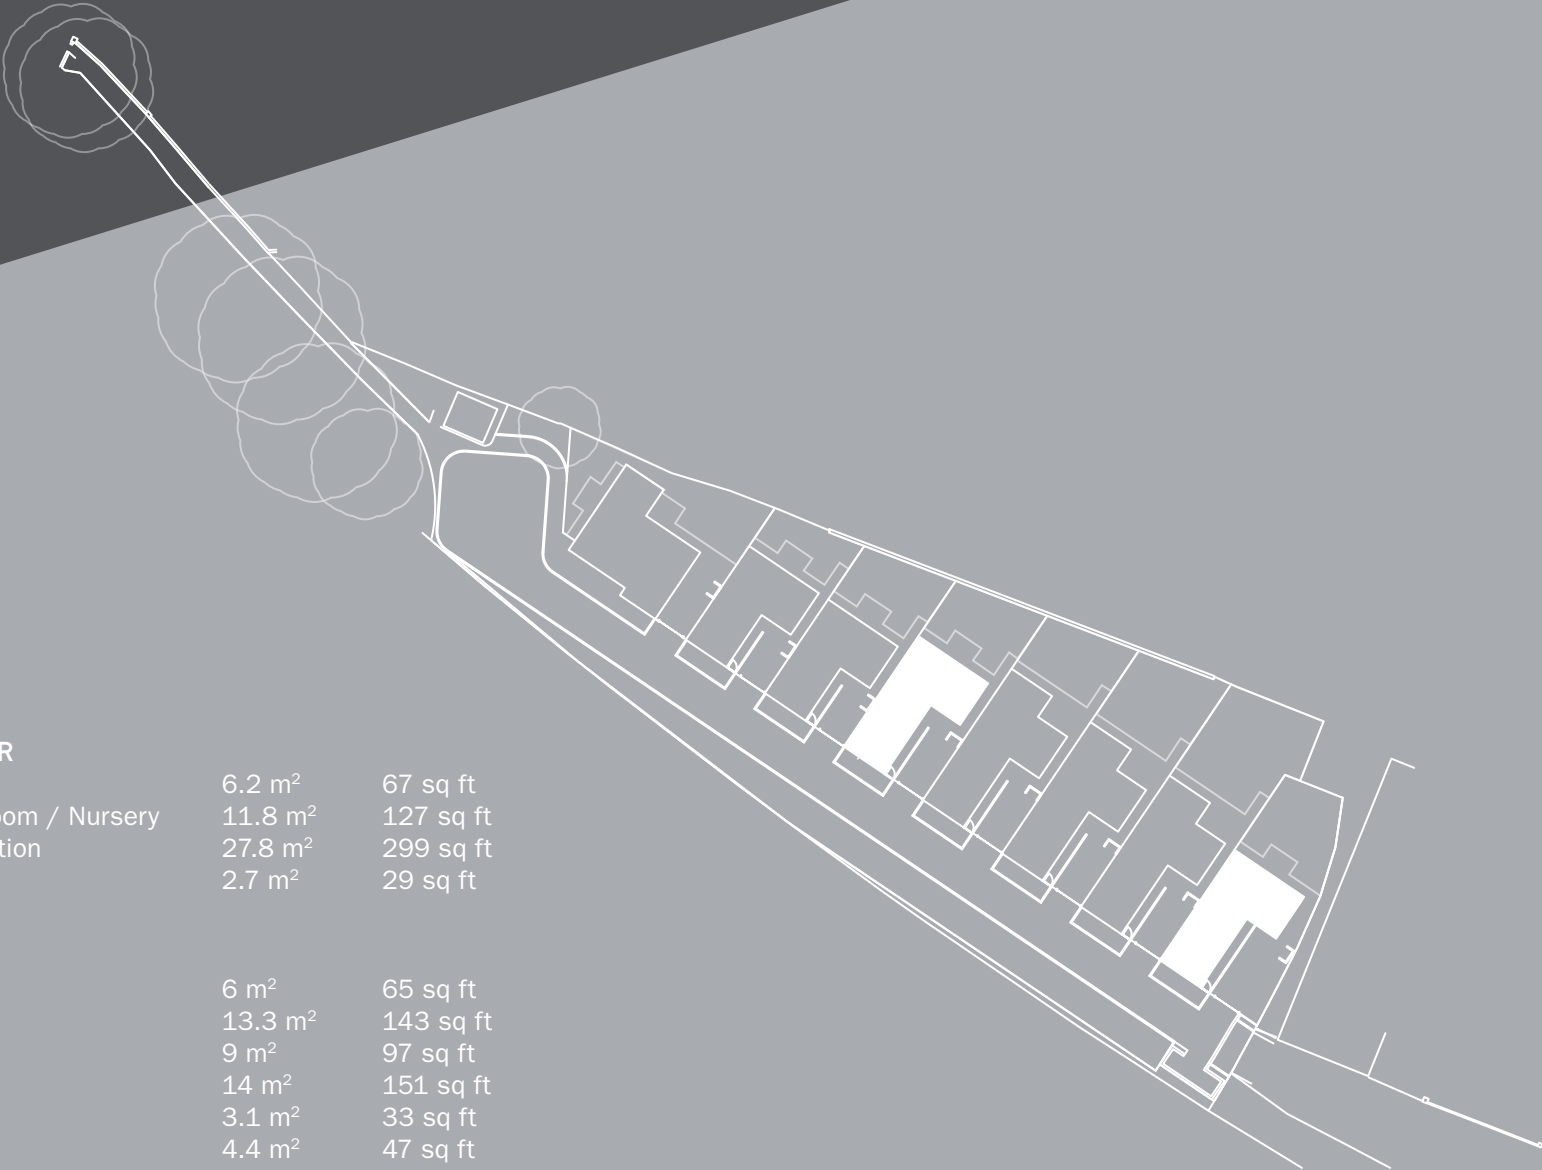 R
6.2 m² 67 sq ft
oom / Nursery 11.8 m² 127 sq ft
tion 27.8 m² 299 sq ft
2.7 m² 29 sq ft
6 m² 65 sq ft
13.3 m² 143 sq ft
9 m² 97 sq ft
14 m² 151 sq ft
3.1 m² 33 sq ft
4.4 m² 47 sq ft